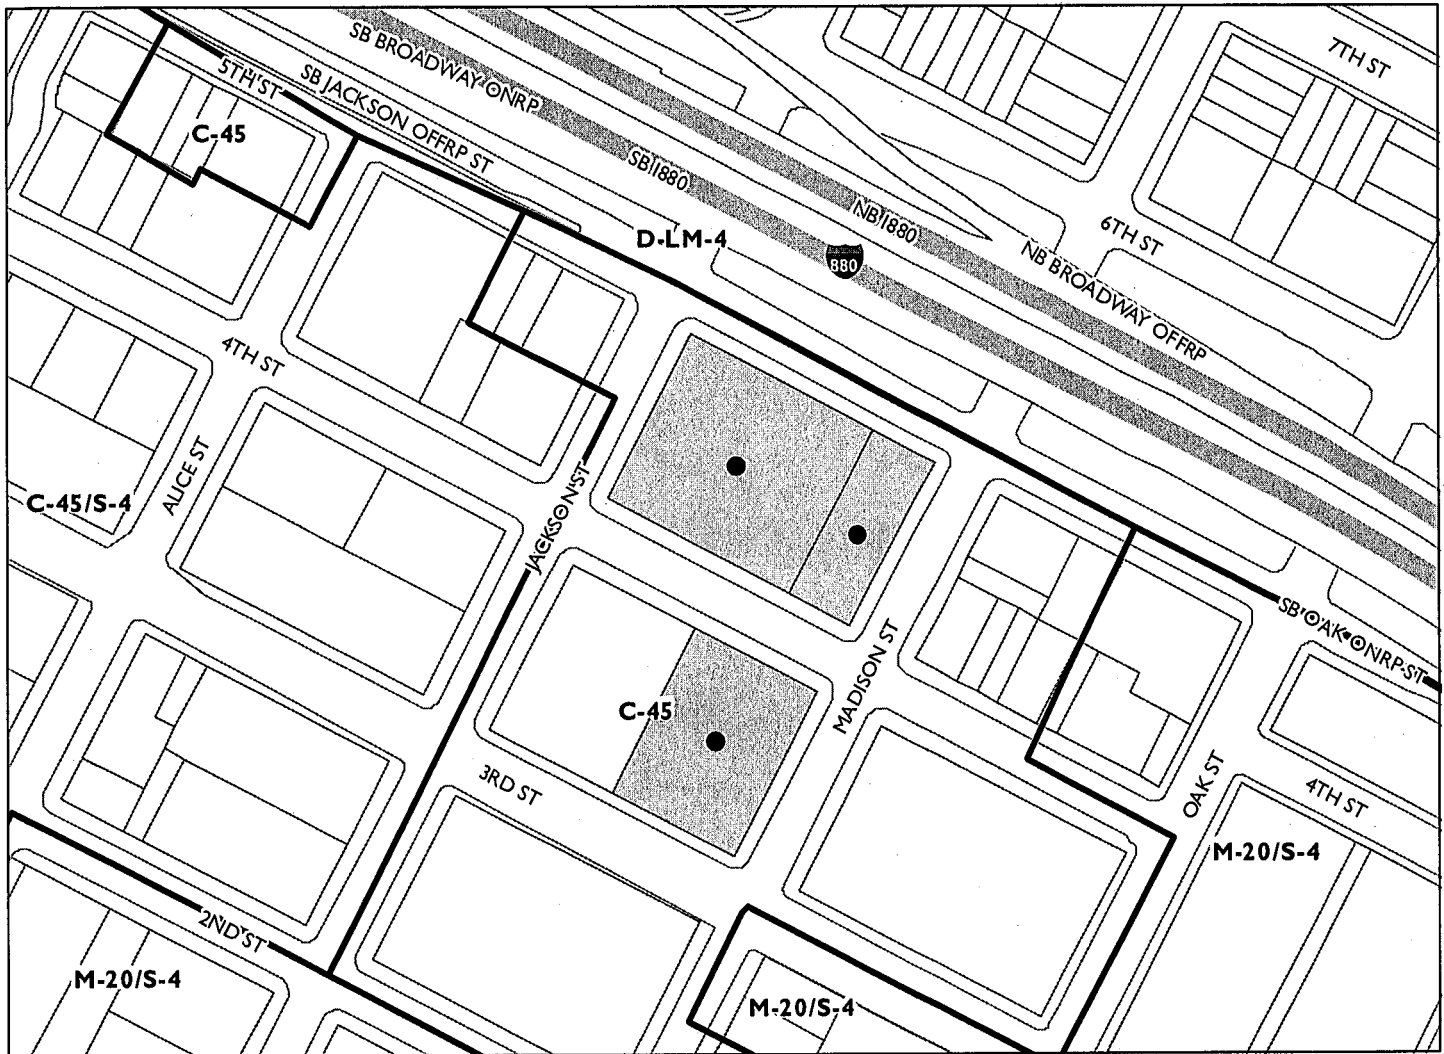 7TH ST
SB BROADWAY ONRP
5TH ST
SB JACKSON OFFRP ST
C-45
SB I880
NB I880
6TH ST
D-LM-4
880
NB BROADWAY OFFRP
4TH ST
ALICE ST
C-45/S-4
JACKSON ST
SB OAK ONRP ST
MADISON ST
C-45
3RD ST
OAK ST
4TH ST
M-20/S-4
2ND ST
M-20/S-4
M-20/S-4